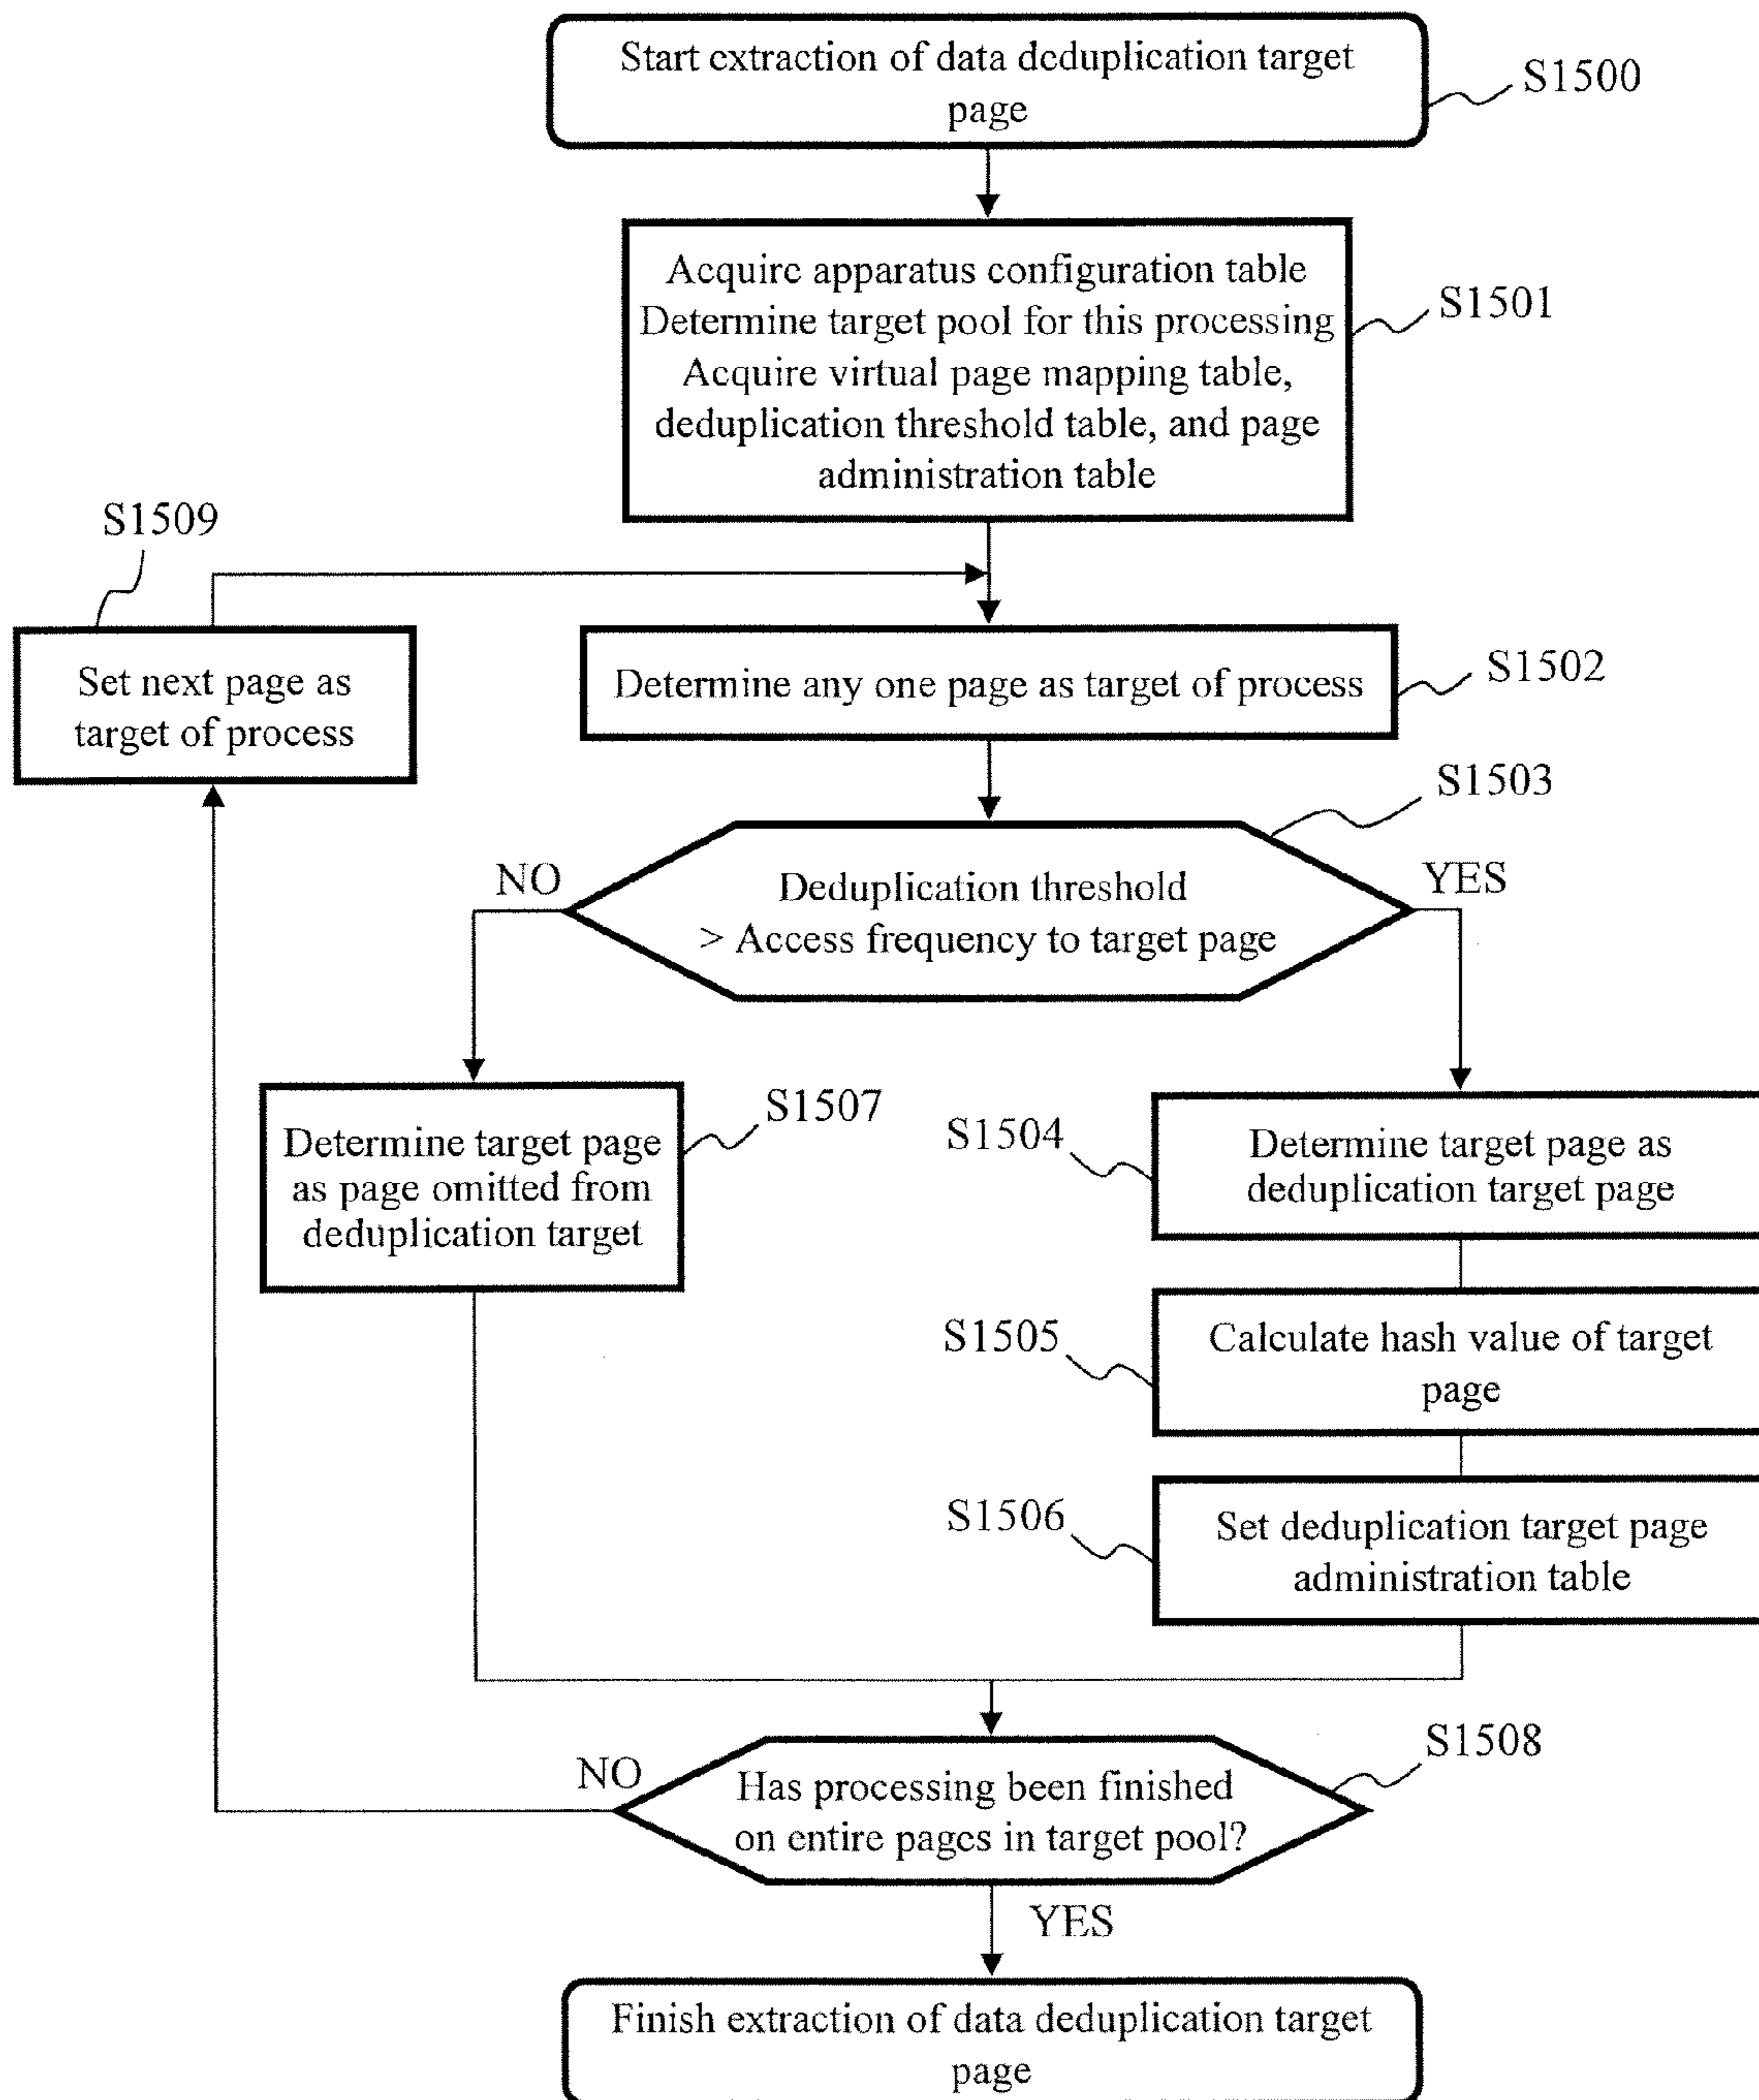 Start extraction of data deduplication target
page
S1500
Acquire apparatus configuration table
Determine target pool for this processing
Acquire virtual page mapping table,
deduplication threshold table, and page
administration table
S1501
S1509
Set next page as
target of process
Determine any one page as target of process
S1502
S1503
NO
Deduplication threshold
> Access frequency to target page
YES
Determine target page
as page omitted from
deduplication target
S1507
S1504
Determine target page as
deduplication target page
S1505
Calculate hash value of target
page
S1506
Set deduplication target page
administration table
S1508
NO
Has processing been finished
on entire pages in target pool?
YES
Finish extraction of data deduplication target
page